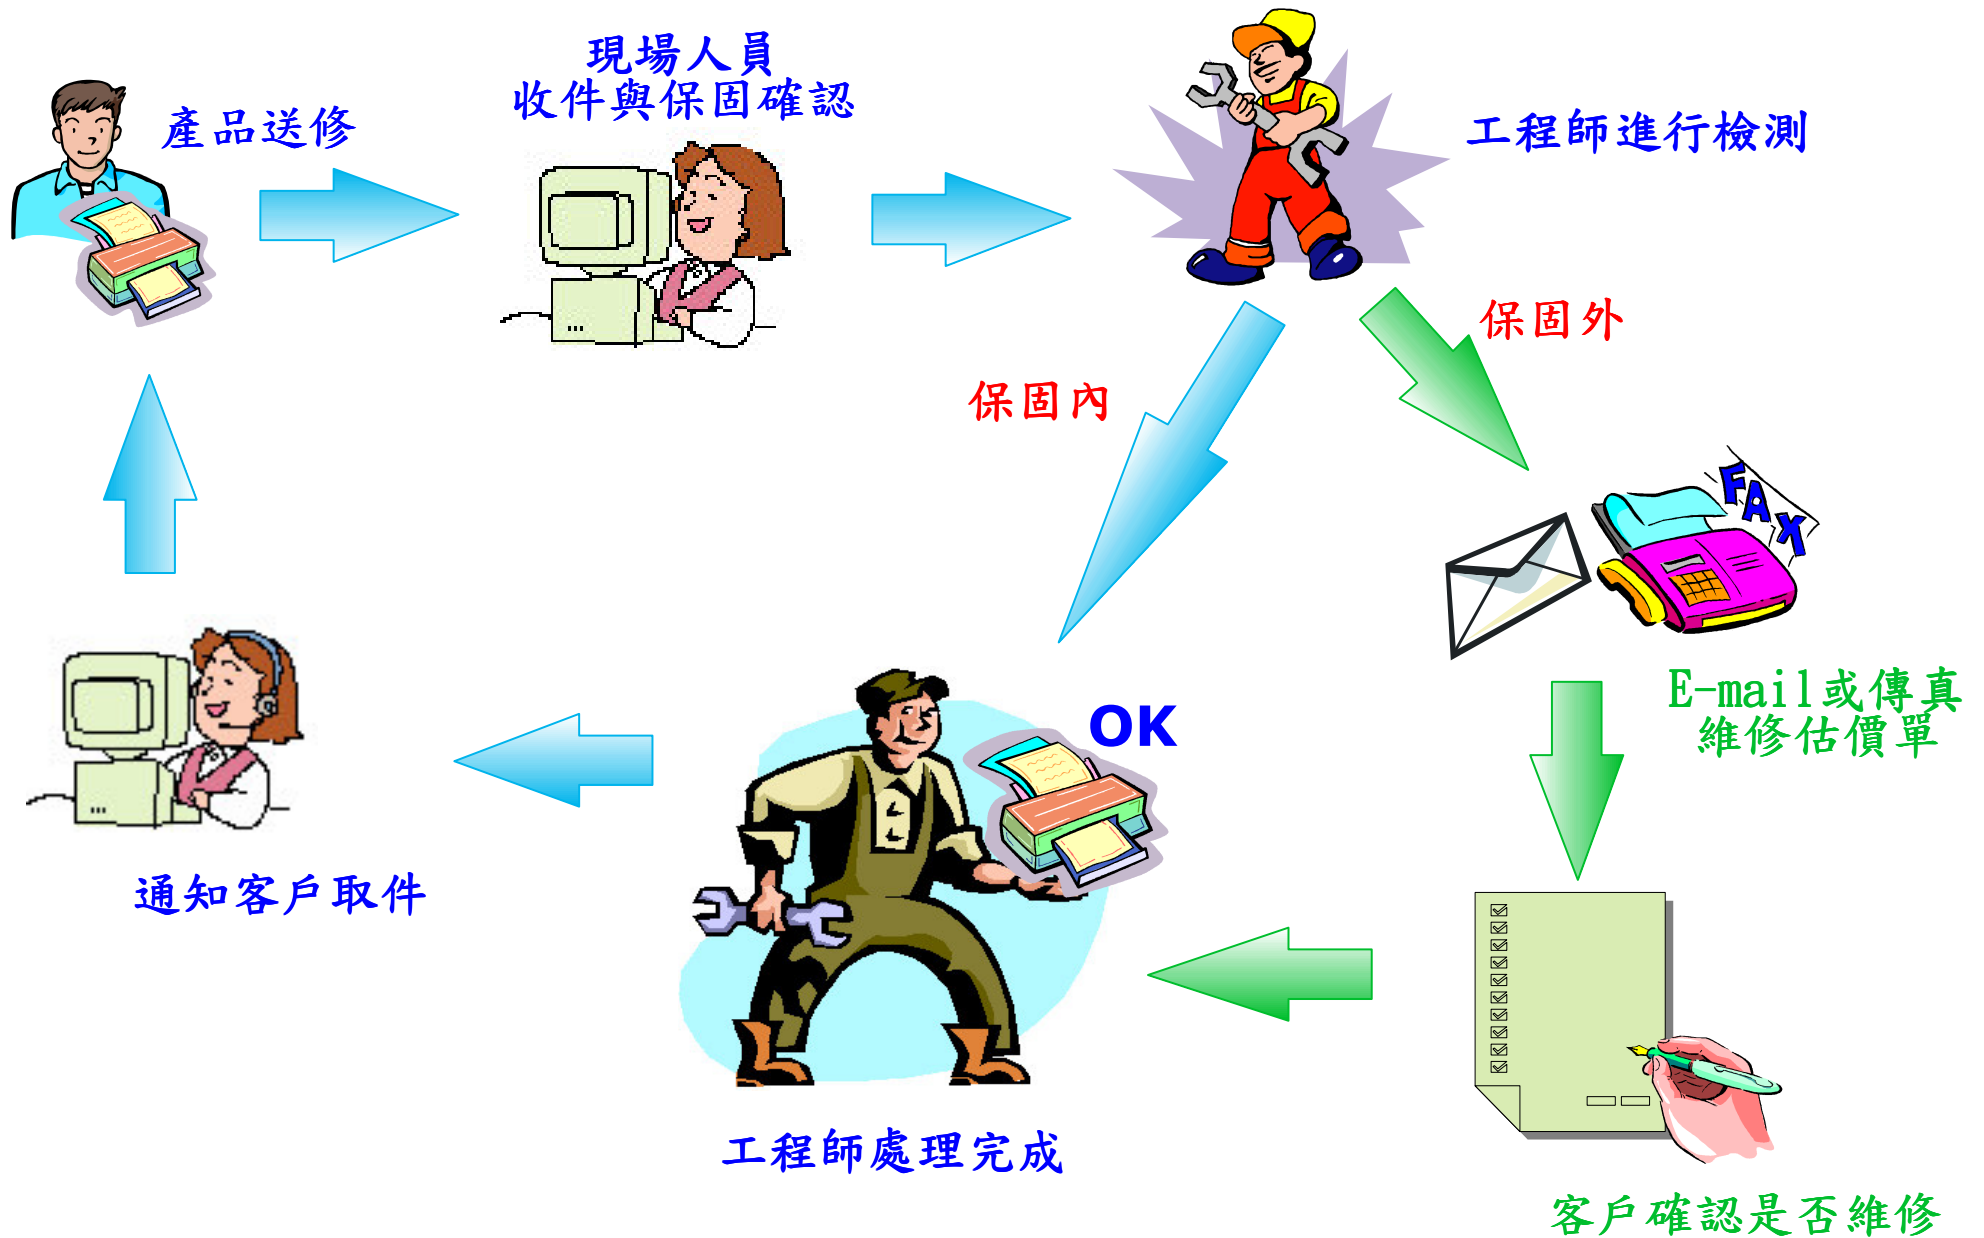 產品送修
現場人員
收件與保固確認
工程師進行檢測
保固外
保固內
FAX
E-mail或傳真
維修估價單
客戶確認是否維修
OK
工程師處理完成
通知客戶取件